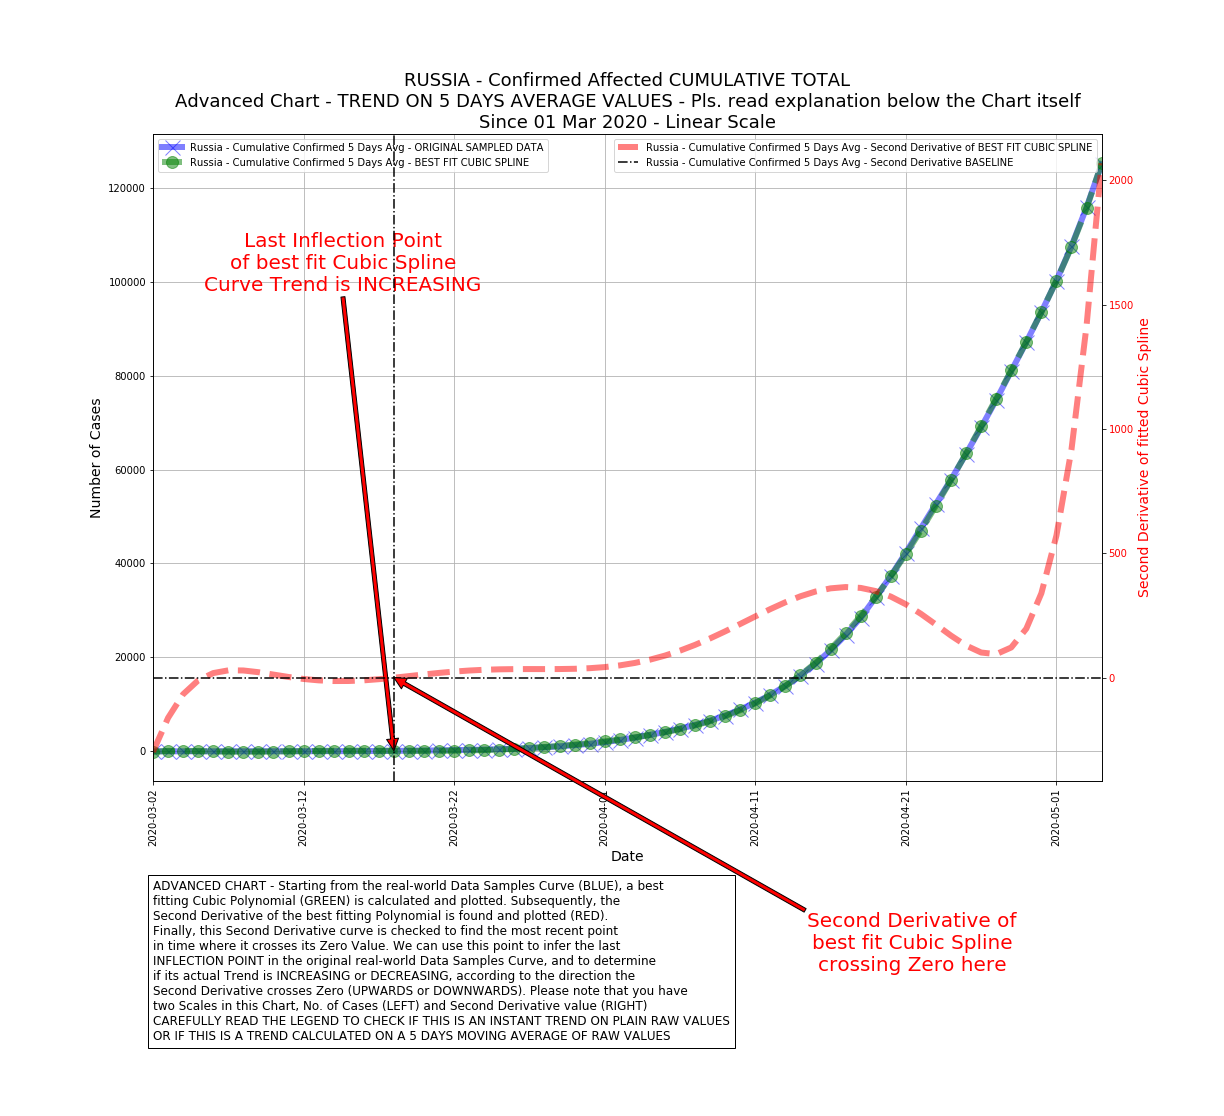 RUSSIA - Confirmed Affected CUMULATIVE TOTAL
Advanced Chart - TREND ON 5 DAYS AVERAGE VALUES - Pls. read explanation below the Chart itself
Since 01 Mar 2020 - Linear Scale
Russia - Cumulative Confirmed 5 Days Avg - ORIGINAL SAMPLED DATA
Russia - Cumulative Confirmed 5 Days Avg - BEST FIT CUBIC SPLINE
Russia - Cumulative Confirmed 5 Days Avg - Second Derivative of BEST FIT CUBIC SPLINE
Russia - Cumulative Confirmed 5 Days Avg - Second Derivative BASELINE
Last Inflection Point
of best fit Cubic Spline
Curve Trend is INCREASING
Number of Cases
120000
100000
80000
60000
40000
20000
0
2000
1500
1000
500
0
Second Derivative of fitted Cubic Spline
2020-03-02
2020-03-12
2020-03-22
2020-04-01
2020-04-11
2020-04-21
2020-05-01
Date
ADVANCED CHART - Starting from the real-world Data Samples Curve (BLUE), a best
fitting Cubic Polynomial (GREEN) is calculated and plotted. Subsequently, the
Second Derivative of the best fitting Polynomial is found and plotted (RED).
Finally, this Second Derivative curve is checked to find the most recent point
in time where it crosses its Zero Value. We can use this point to infer the last
INFLECTION POINT in the original real-world Data Samples Curve, and to determine
if its actual Trend is INCREASING or DECREASING, according to the direction the
Second Derivative crosses Zero (UPWARDS or DOWNWARDS). Please note that you have
two Scales in this Chart, No. of Cases (LEFT) and Second Derivative value (RIGHT)
CAREFULLY READ THE LEGEND TO CHECK IF THIS IS AN INSTANT TREND ON PLAIN RAW VALUES
OR IF THIS IS A TREND CALCULATED ON A 5 DAYS MOVING AVERAGE OF RAW VALUES
Second Derivative of
best fit Cubic Spline
crossing Zero here